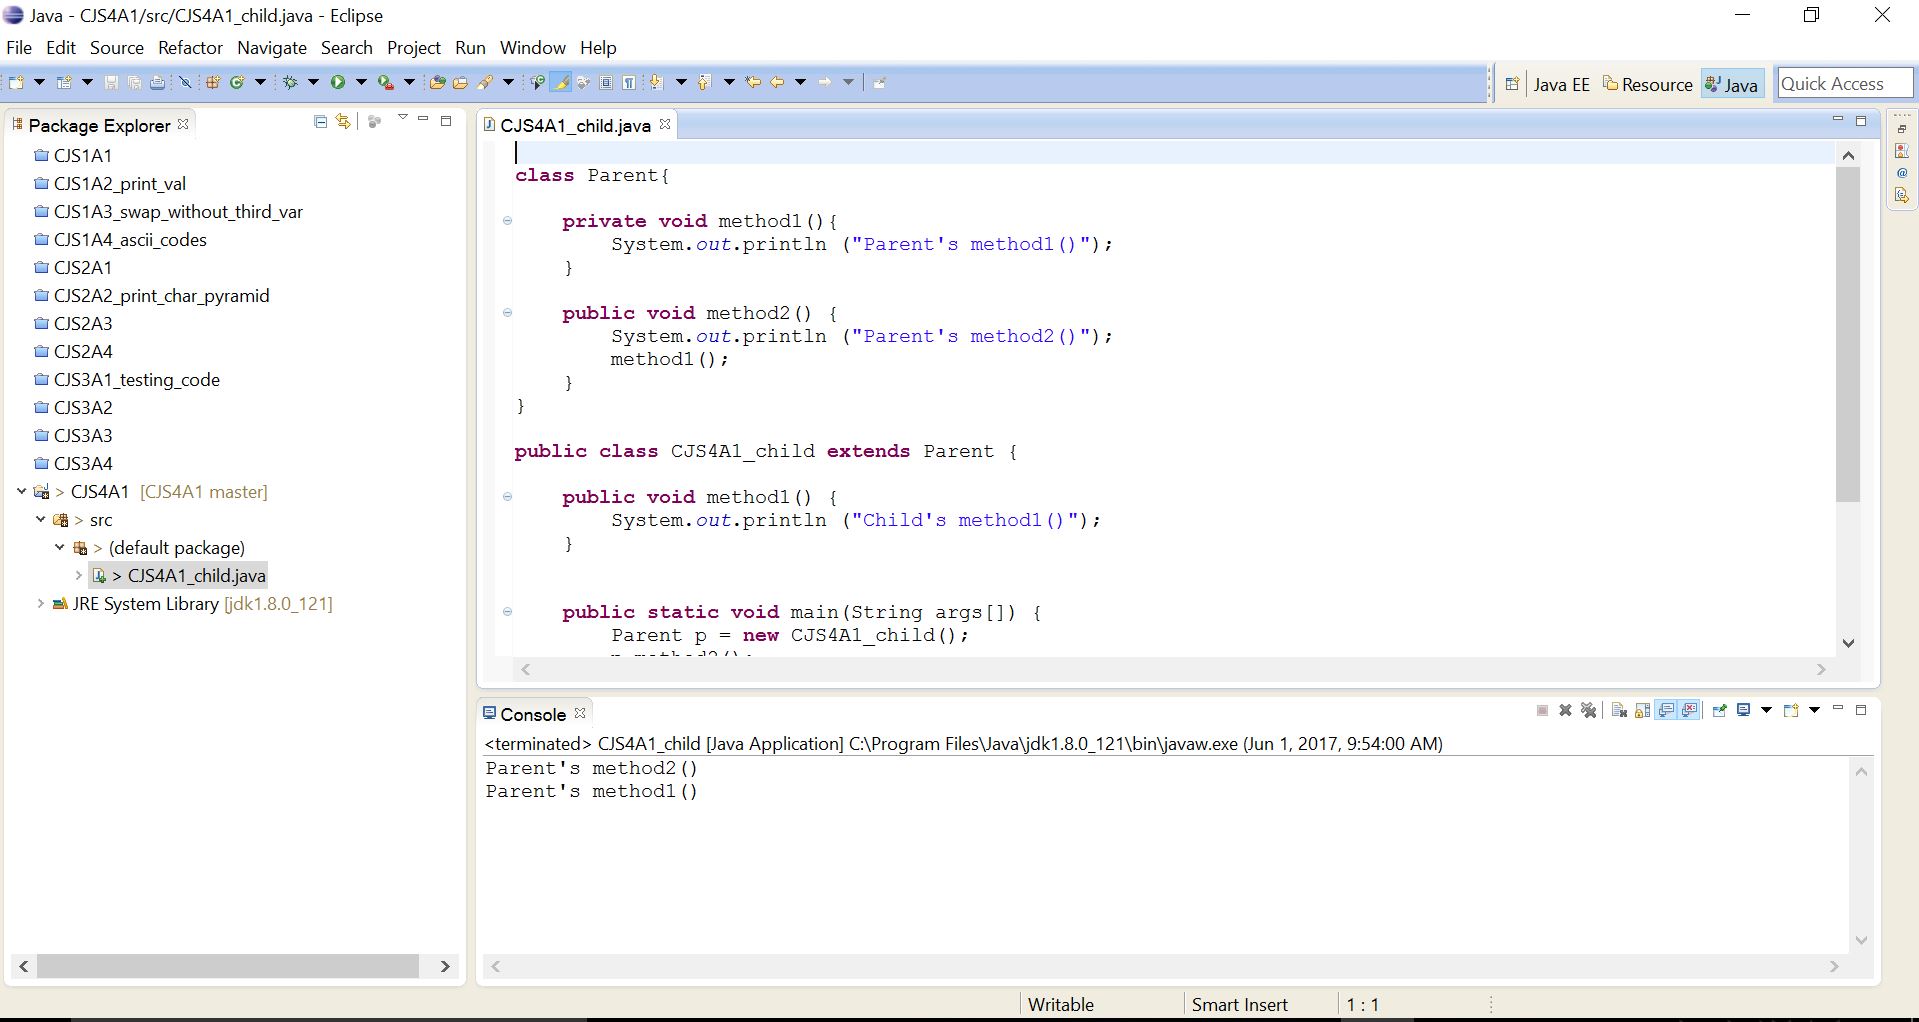 Java - CJS4A1/src/CJS4A1_child.java - Eclipse
File Edit Source Refactor Navigate Search Project Run Window Help
Java EE Resource Java Quick Access
Package Explorer
CJS1A1
CJS1A2_print_val
CJS1A3_swap_without_third_var
CJS1A4_ascii_codes
CJS2A1
CJS2A2_print_char_pyramid
CJS2A3
CJS2A4
CJS3A1_testing_code
CJS3A2
CJS3A3
CJS3A4
> CJS4A1 [CJS4A1 master]
> src
> (default package)
> CJS4A1_child.java
JRE System Library [jdk1.8.0_121]
CJS4A1_child.java
class Parent{
private void method1(){
System.out.println ("Parent's method1()");
}
public void method2() {
System.out.println ("Parent's method2()");
method1();
}
}
public class CJS4A1_child extends Parent {
public void method1() {
System.out.println ("Child's method1()");
}
public static void main(String args[]) {
Parent p = new CJS4A1_child();
Console
<terminated> CJS4A1_child [Java Application] C:\Program Files\Java\jdk1.8.0_121\bin\javaw.exe (Jun 1, 2017, 9:54:00 AM)
Parent's method2()
Parent's method1()
Writable Smart Insert 1 : 1